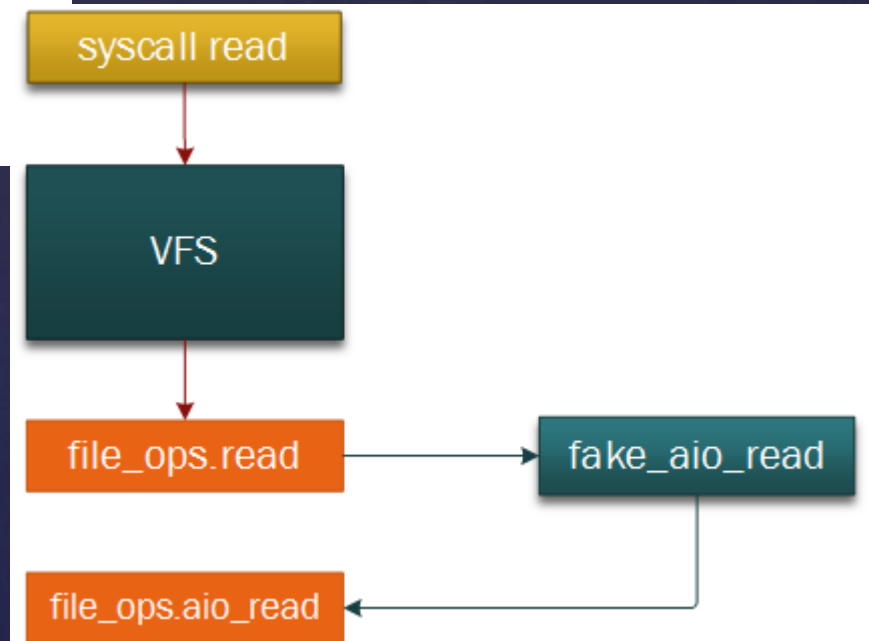 syscall read
VFS
file_ops.read
fake_aio_read
file_ops.aio_read